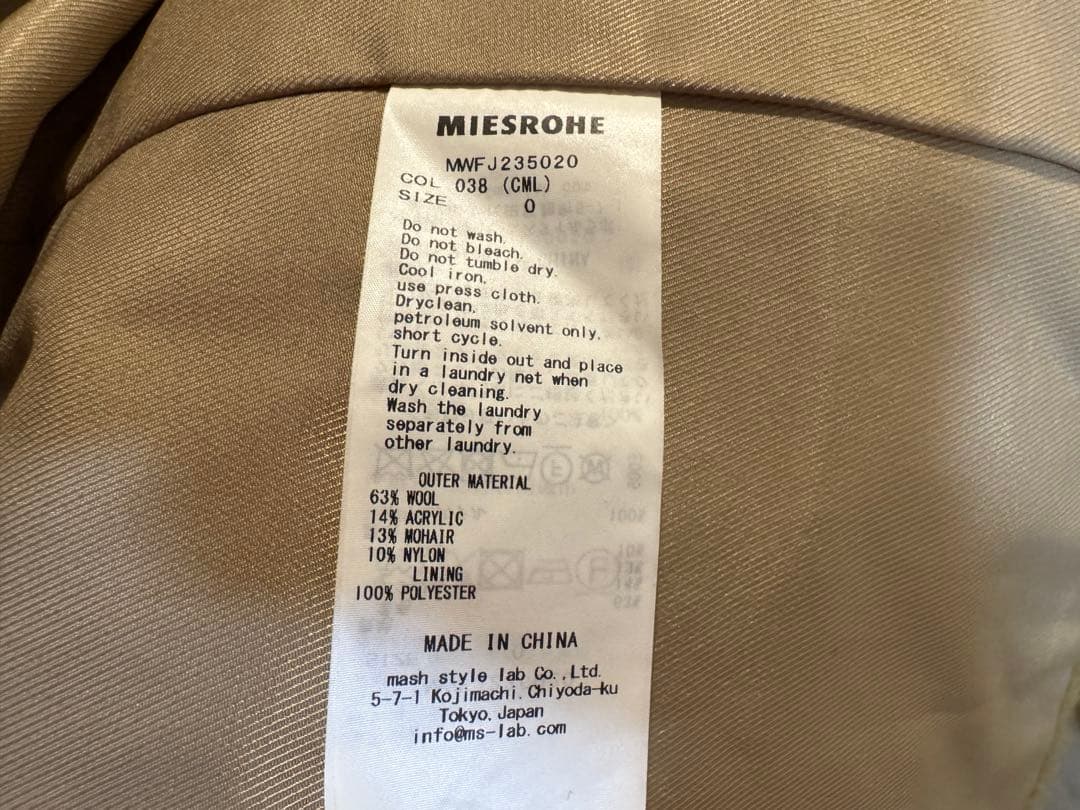 MIESROHE
MWFJ235020
COL 038 (CML)
SIZE 0
Do not wash.
Do not bleach.
Do not tumble dry.
Cool iron.
use press cloth.
Dryclean.
petroleum solvent only.
short cycle.
Turn inside out and place
in a laundry net when
dry cleaning.
Wash the laundry
separately from
other laundry.
OUTER MATERIAL
63% WOOL
14% ACRYLIC
13% MOHAIR
10% NYLON
LINING
100% POLYESTER
MADE IN CHINA
mash style lab Co.,Ltd.
5-7-1 Kojimachi.Chiyoda-ku
Tokyo, Japan
info@ms-lab.com